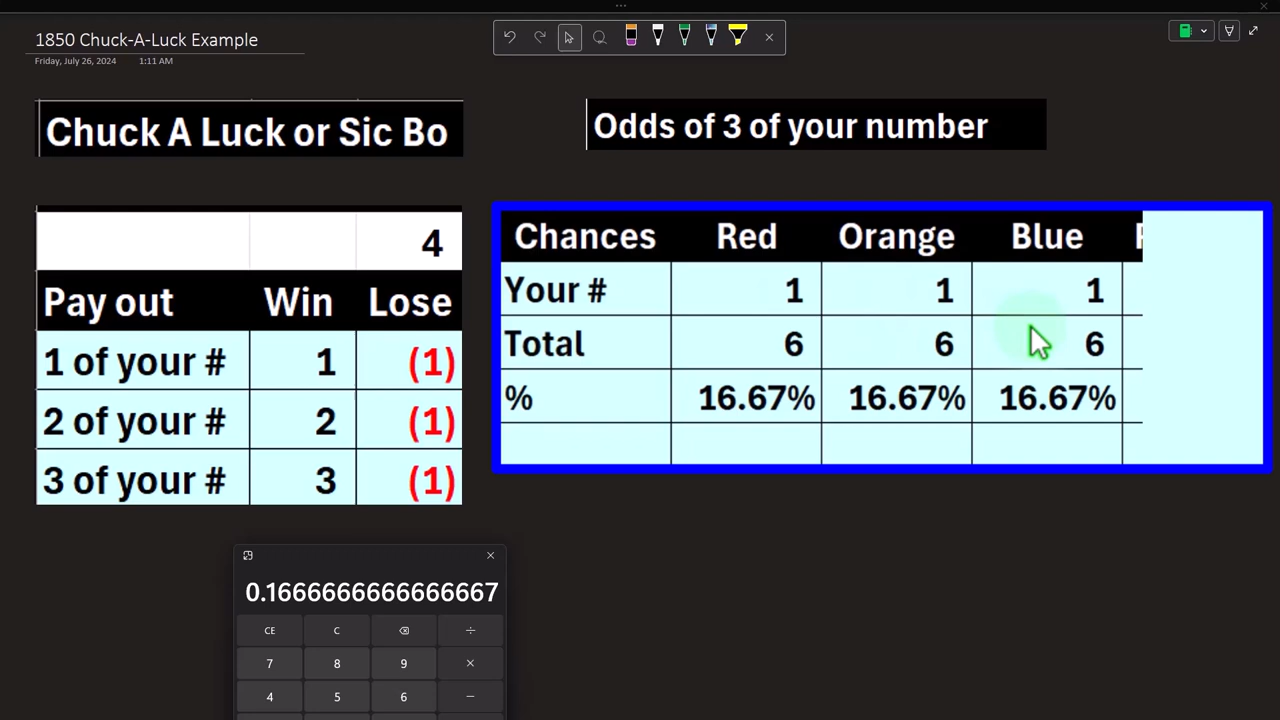 1850 Chuck-A-Luck Example
Friday, July 26, 2024 1:11 AM
Chuck A Luck or Sic Bo
Odds of 3 of your number
4
Pay out Win Lose
1 of your # 1 (1)
2 of your # 2 (1)
3 of your # 3 (1)
Chances Red Orange Blue
Your # 1 1 1
Total 6 6 6
% 16.67% 16.67% 16.67%
0.1666666666666667
CE C ⌫ ÷
7 8 9 ×
4 5 6 −